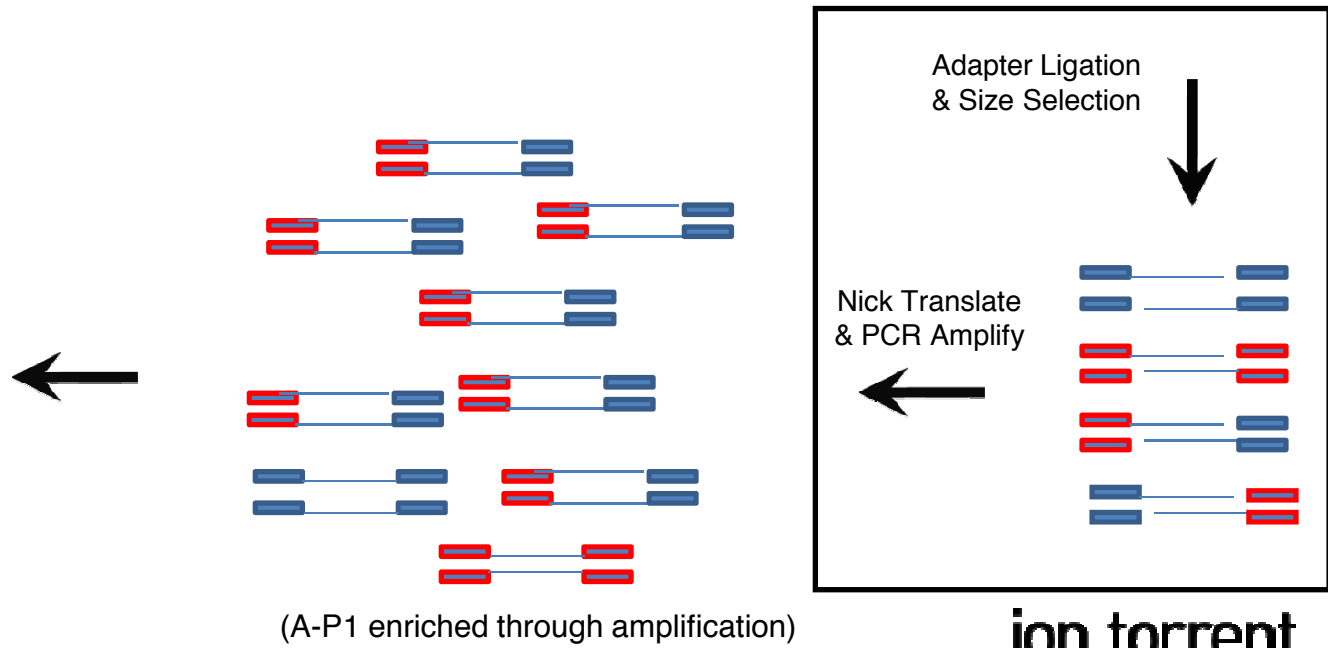 Adapter Ligation
& Size Selection
Nick Translate
& PCR Amplify
(A-P1 enriched through amplification)
ion torrent